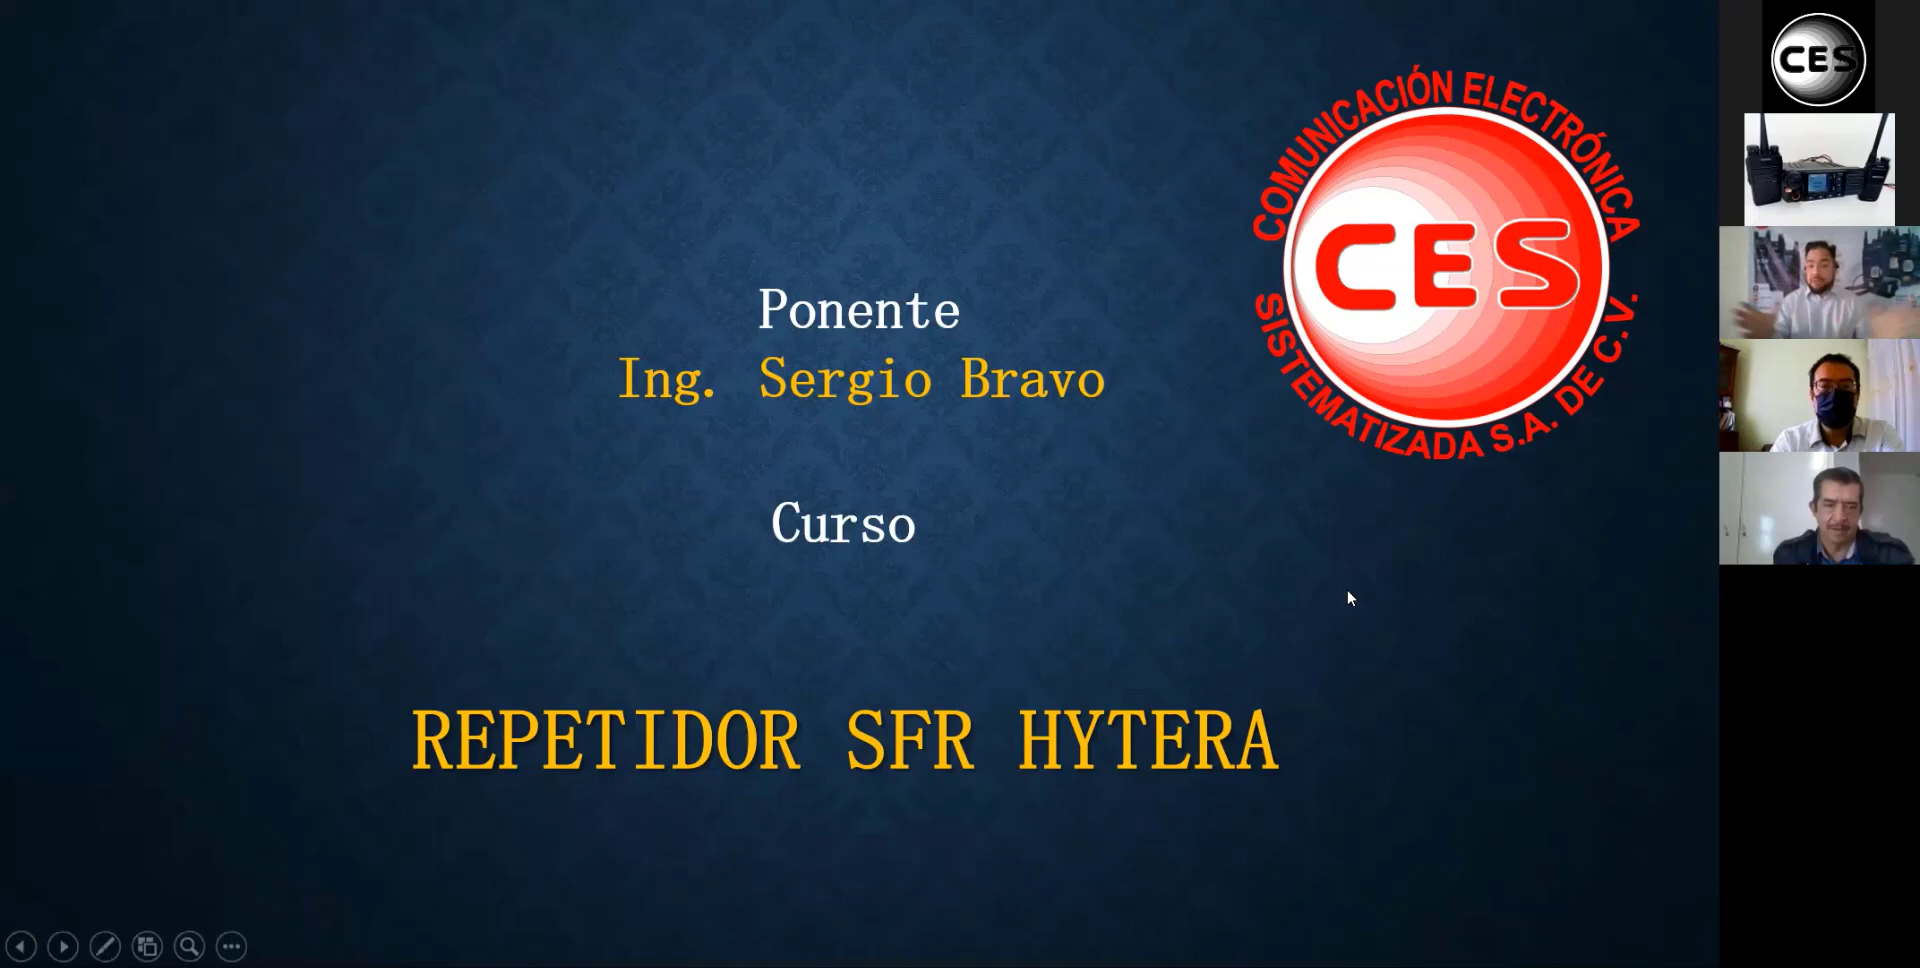 Ponente
Ing. Sergio Bravo
Curso
REPETIDOR SFR HYTERA
COMUNICACIÓN ELECTRÓNICA
CES
SISTEMATIZADA S.A. DE C.V.
CES